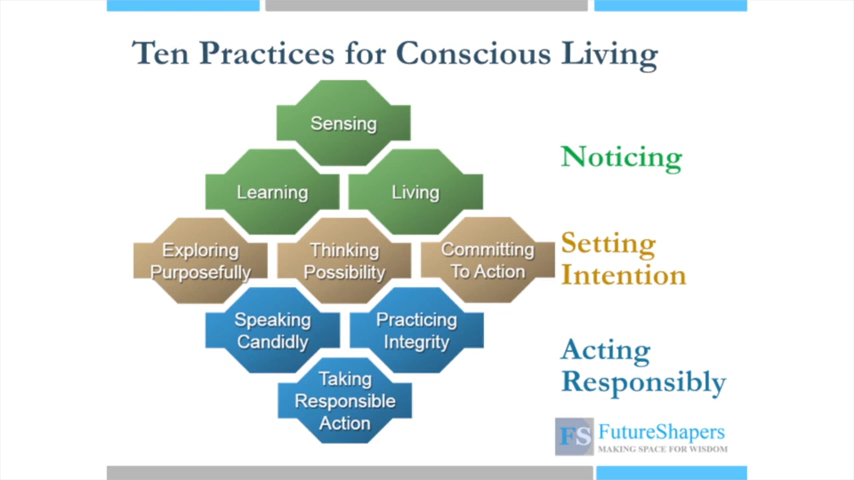 Ten Practices for Conscious Living
Sensing
Learning
Living
Exploring
Purposefully
Thinking
Possibility
Committing
To Action
Speaking
Candidly
Practicing
Integrity
Taking
Responsible
Action
Noticing
Setting
Intention
Acting
Responsibly
FS
FutureShapers
MAKING SPACE FOR WISDOM